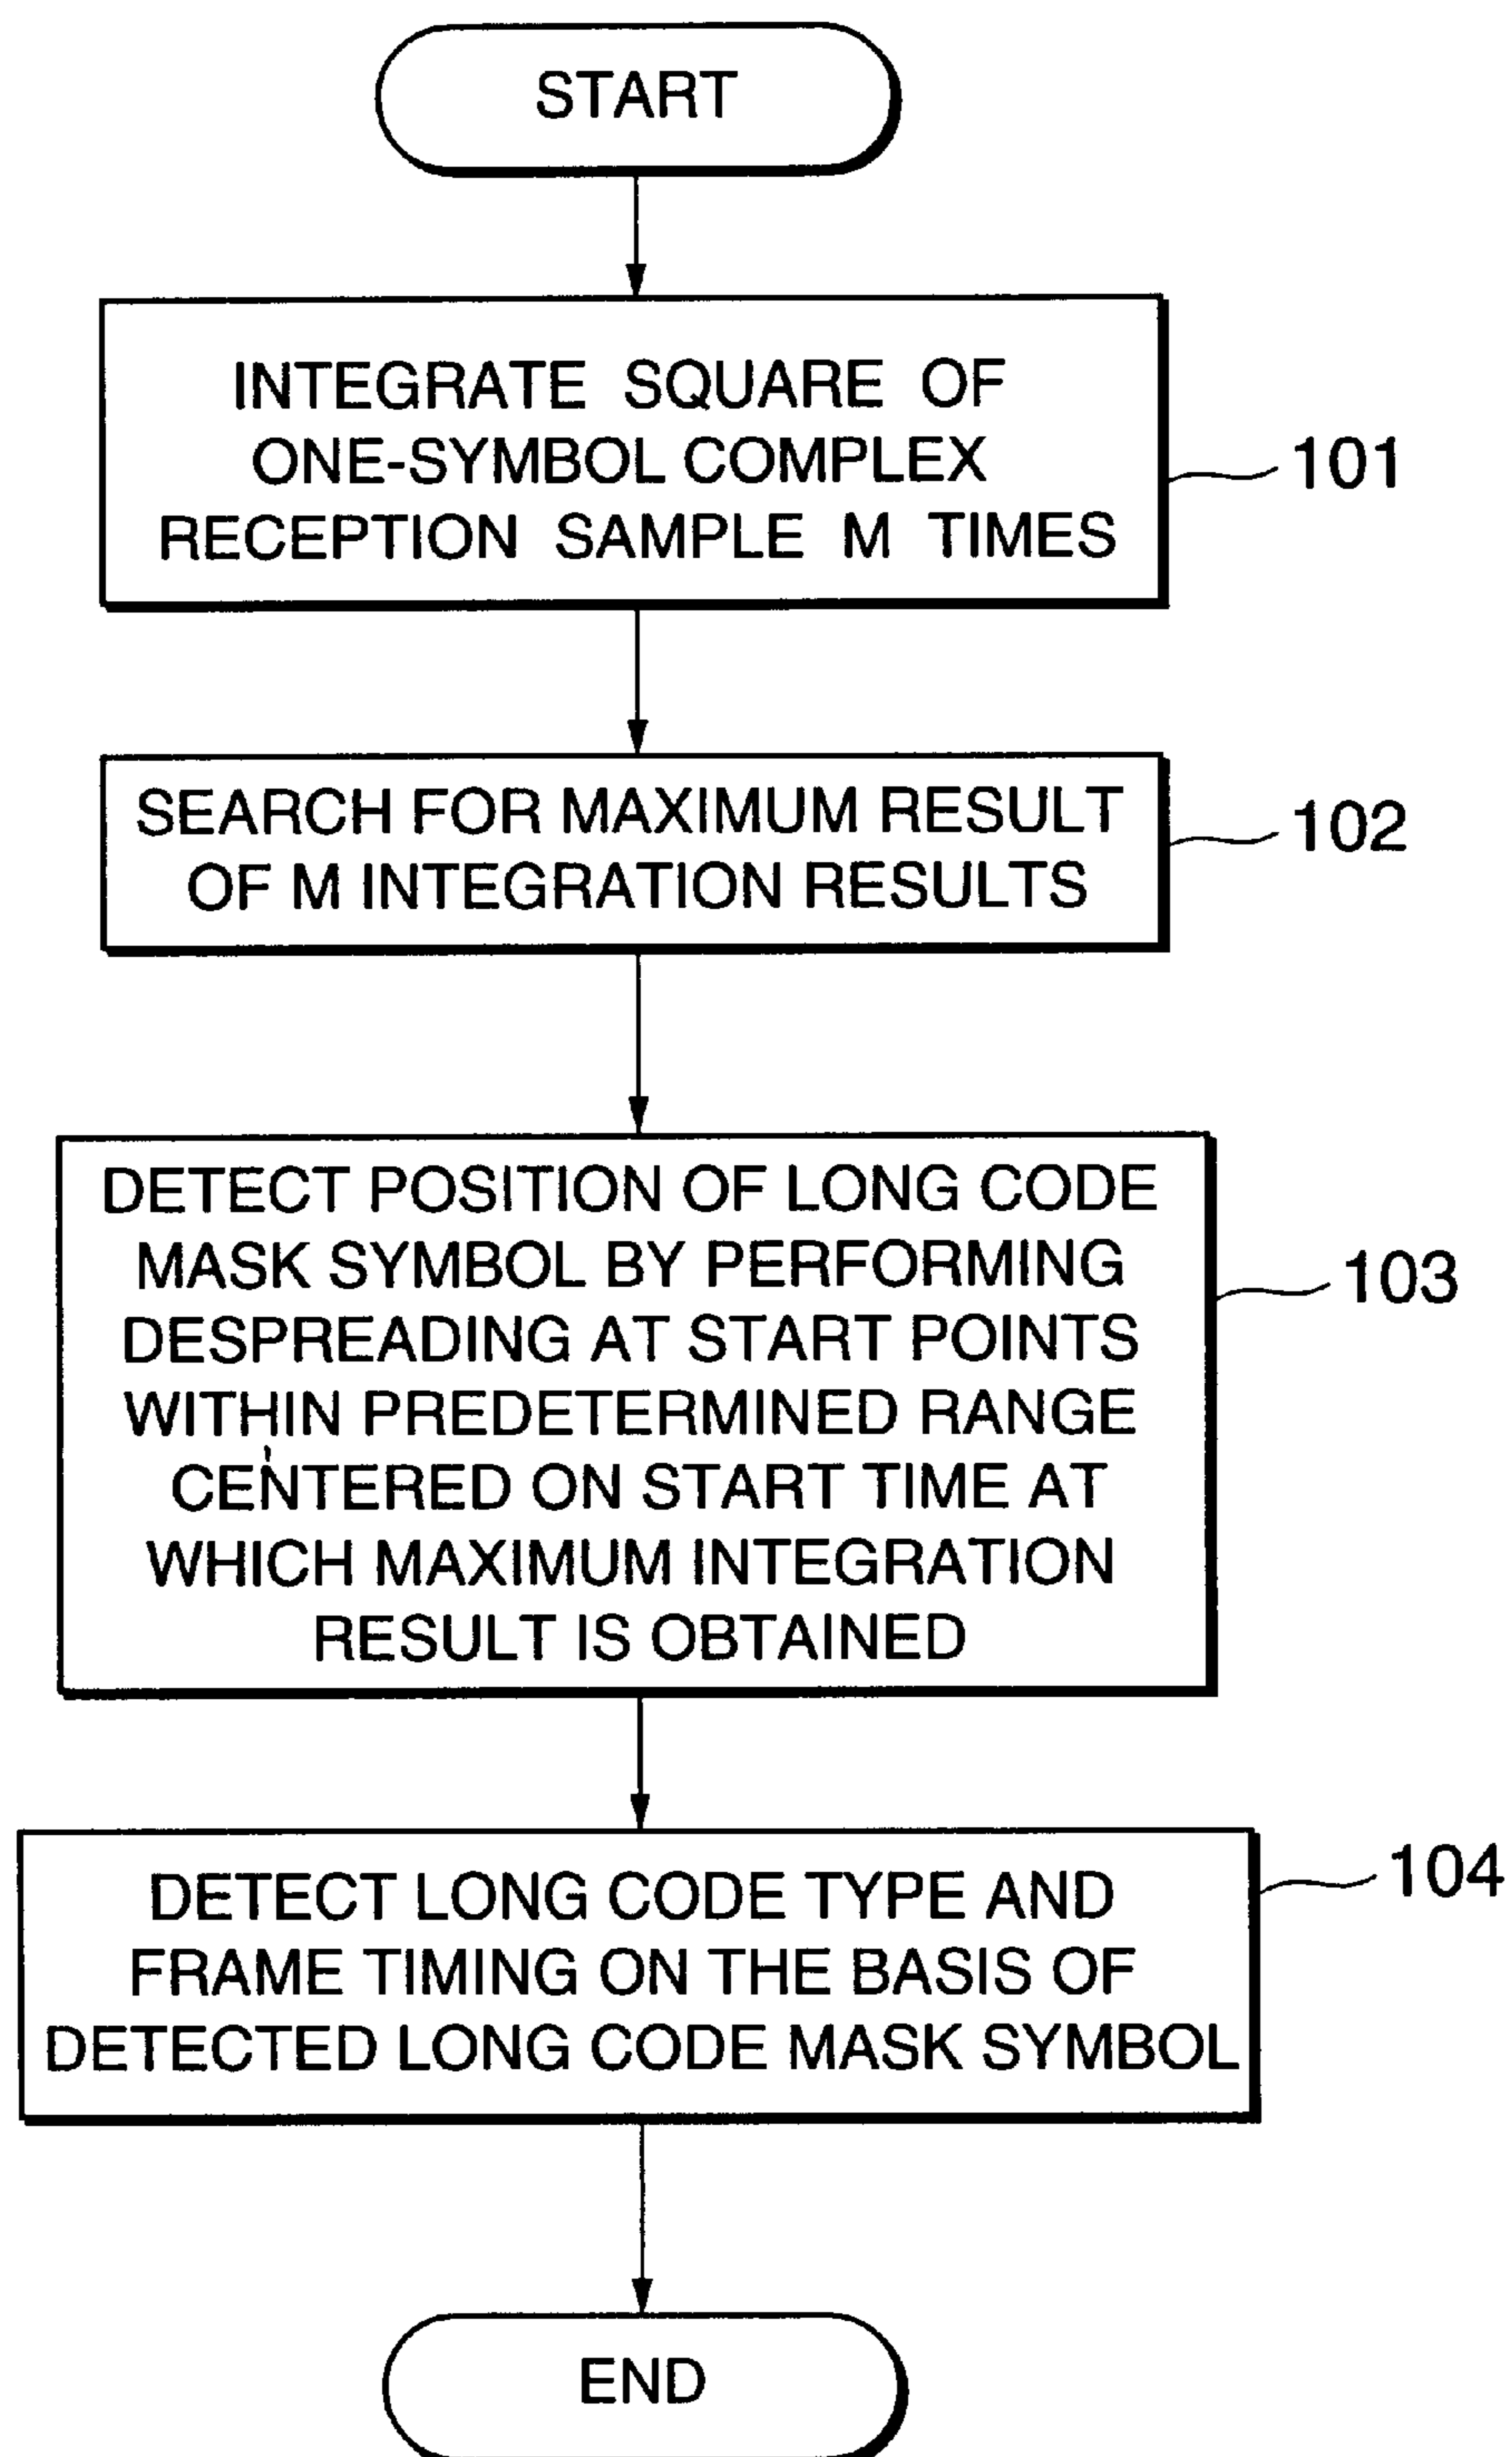 START
INTEGRATE SQUARE OF
ONE-SYMBOL COMPLEX
RECEPTION SAMPLE M TIMES
101
SEARCH FOR MAXIMUM RESULT
OF M INTEGRATION RESULTS
102
DETECT POSITION OF LONG CODE
MASK SYMBOL BY PERFORMING
DESPREADING AT START POINTS
WITHIN PREDETERMINED RANGE
CENTERED ON START TIME AT
WHICH MAXIMUM INTEGRATION
RESULT IS OBTAINED
103
DETECT LONG CODE TYPE AND
FRAME TIMING ON THE BASIS OF
DETECTED LONG CODE MASK SYMBOL
104
END